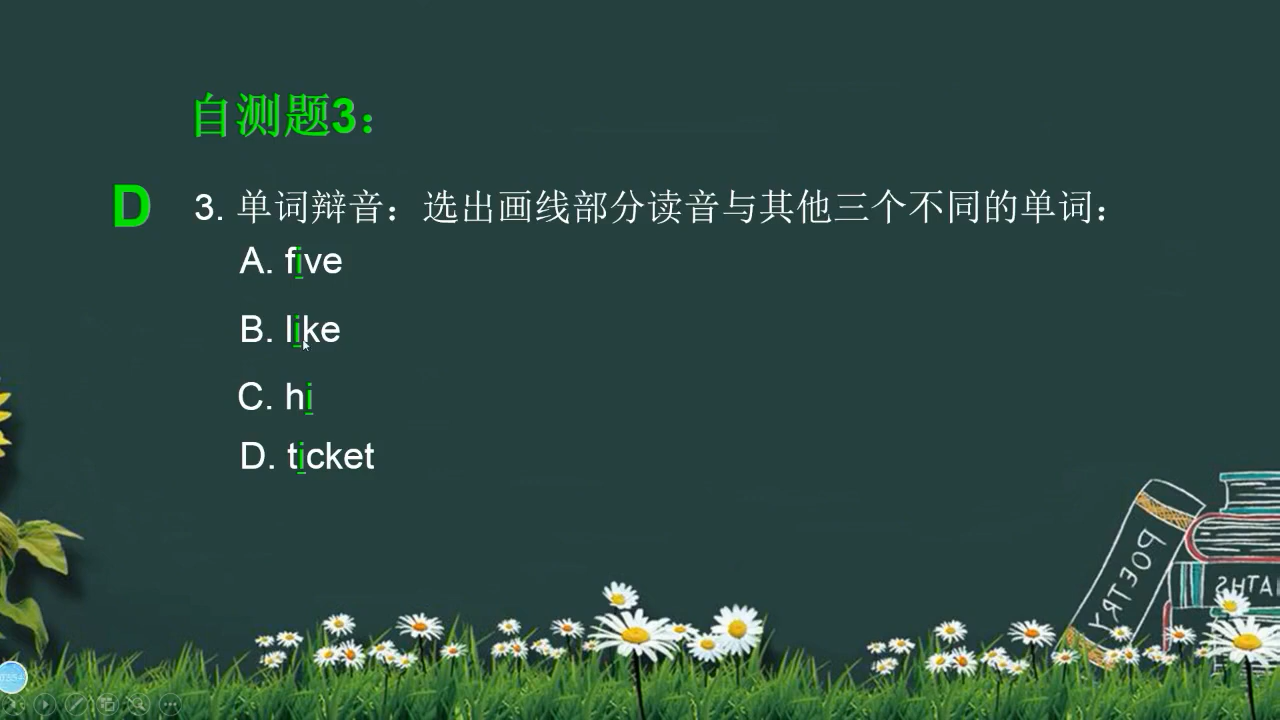 自测题3：
D 3. 单词辩音：选出画线部分读音与其他三个不同的单词：
A. five
B. like
C. hi
D. ticket
POETRY
MATHS